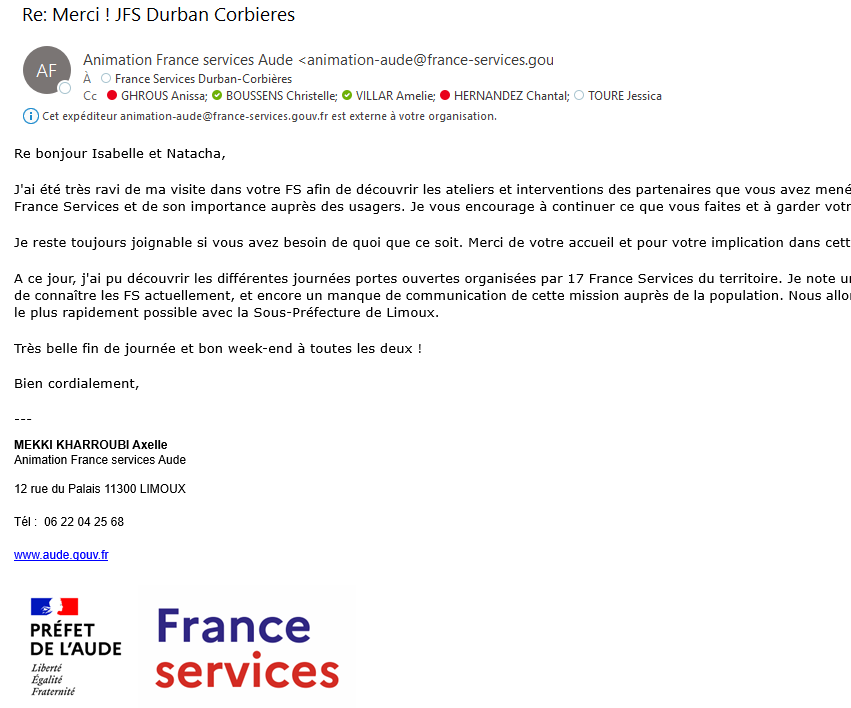 Re: Merci ! JFS Durban Corbieres
AF
Animation France services Aude <animation-aude@france-services.gou
À France Services Durban-Corbières
Cc GHROUS Anissa; BOUSSENS Christelle; VILLAR Amelie; HERNANDEZ Chantal; TOURE Jessica
Cet expéditeur animation-aude@france-services.gouv.fr est externe à votre organisation.
Re bonjour Isabelle et Natacha,
J'ai été très ravi de ma visite dans votre FS afin de découvrir les ateliers et interventions des partenaires que vous avez mené
France Services et de son importance auprès des usagers. Je vous encourage à continuer ce que vous faites et à garder votr
Je reste toujours joignable si vous avez besoin de quoi que ce soit. Merci de votre accueil et pour votre implication dans cett
A ce jour, j'ai pu découvrir les différentes journées portes ouvertes organisées par 17 France Services du territoire. Je note
de connaître les FS actuellement, et encore un manque de communication de cette mission auprès de la population. Nous allo
le plus rapidement possible avec la Sous-Préfecture de Limoux.
Très belle fin de journée et bon week-end à toutes les deux !
Bien cordialement,
---
MEKKI KHARROUBI Axelle
Animation France services Aude
12 rue du Palais 11300 LIMOUX
Tél : 06 22 04 25 68
www.aude.gouv.fr
PRÉFET
DE L'AUDE
Liberté
Égalité
Fraternité
France
services